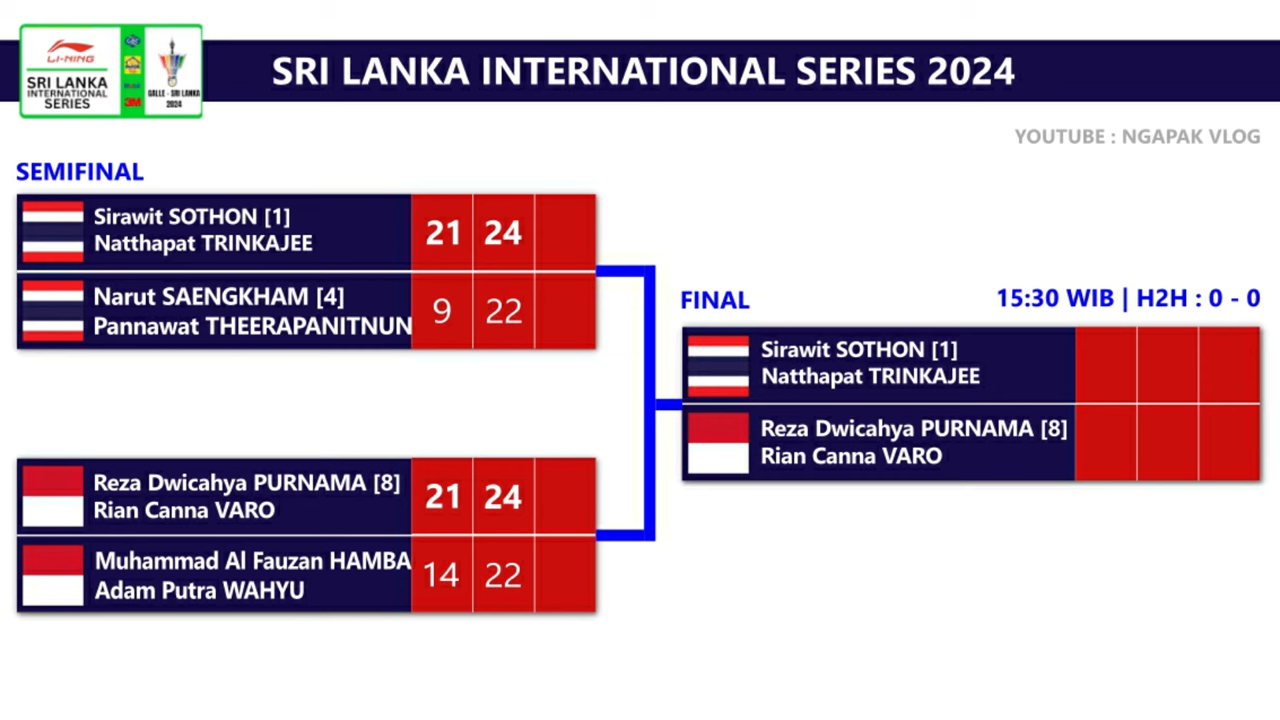 LI-NING
SRI LANKA
INTERNATIONAL
SERIES
3M
GALLE - SRI LANKA
2024
SRI LANKA INTERNATIONAL SERIES 2024
YOUTUBE : NGAPAK VLOG
SEMIFINAL
Sirawit SOTHON [1]
Natthapat TRINKAJEE
21 24
Narut SAENGKHAM [4]
Pannawat THEERAPANITNUN
9 22
Reza Dwicahya PURNAMA [8]
Rian Canna VARO
21 24
Muhammad Al Fauzan HAMBA
Adam Putra WAHYU
14 22
FINAL
15:30 WIB | H2H : 0 - 0
Sirawit SOTHON [1]
Natthapat TRINKAJEE
Reza Dwicahya PURNAMA [8]
Rian Canna VARO